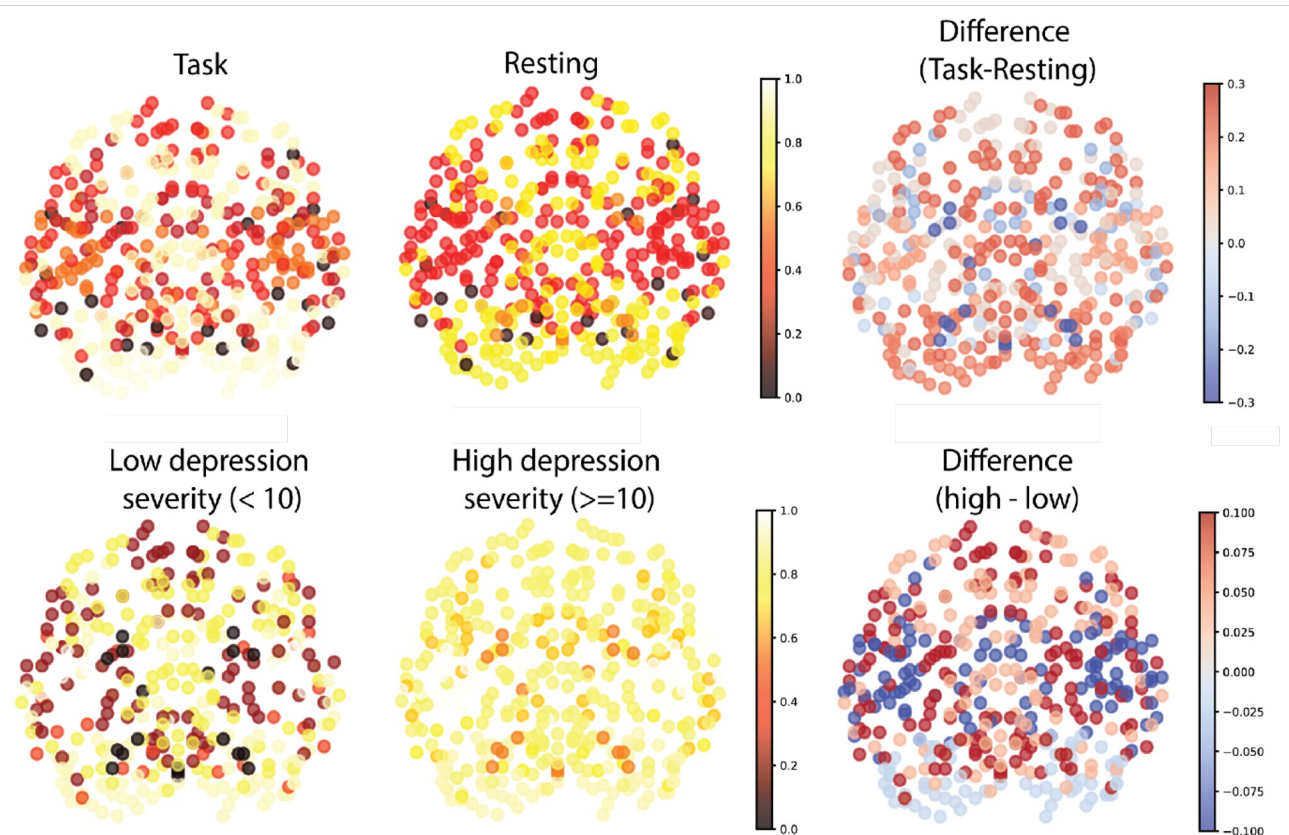 Task
Resting
Difference
(Task-Resting)
1.0
0.8
0.6
0.4
0.2
0.0
0.3
0.2
0.1
0.0
−0.1
−0.2
−0.3
Low depression
severity (< 10)
High depression
severity (>=10)
Difference
(high - low)
1.0
0.8
0.6
0.4
0.2
0.0
0.100
0.075
0.050
0.025
0.000
−0.025
−0.050
−0.075
−0.100